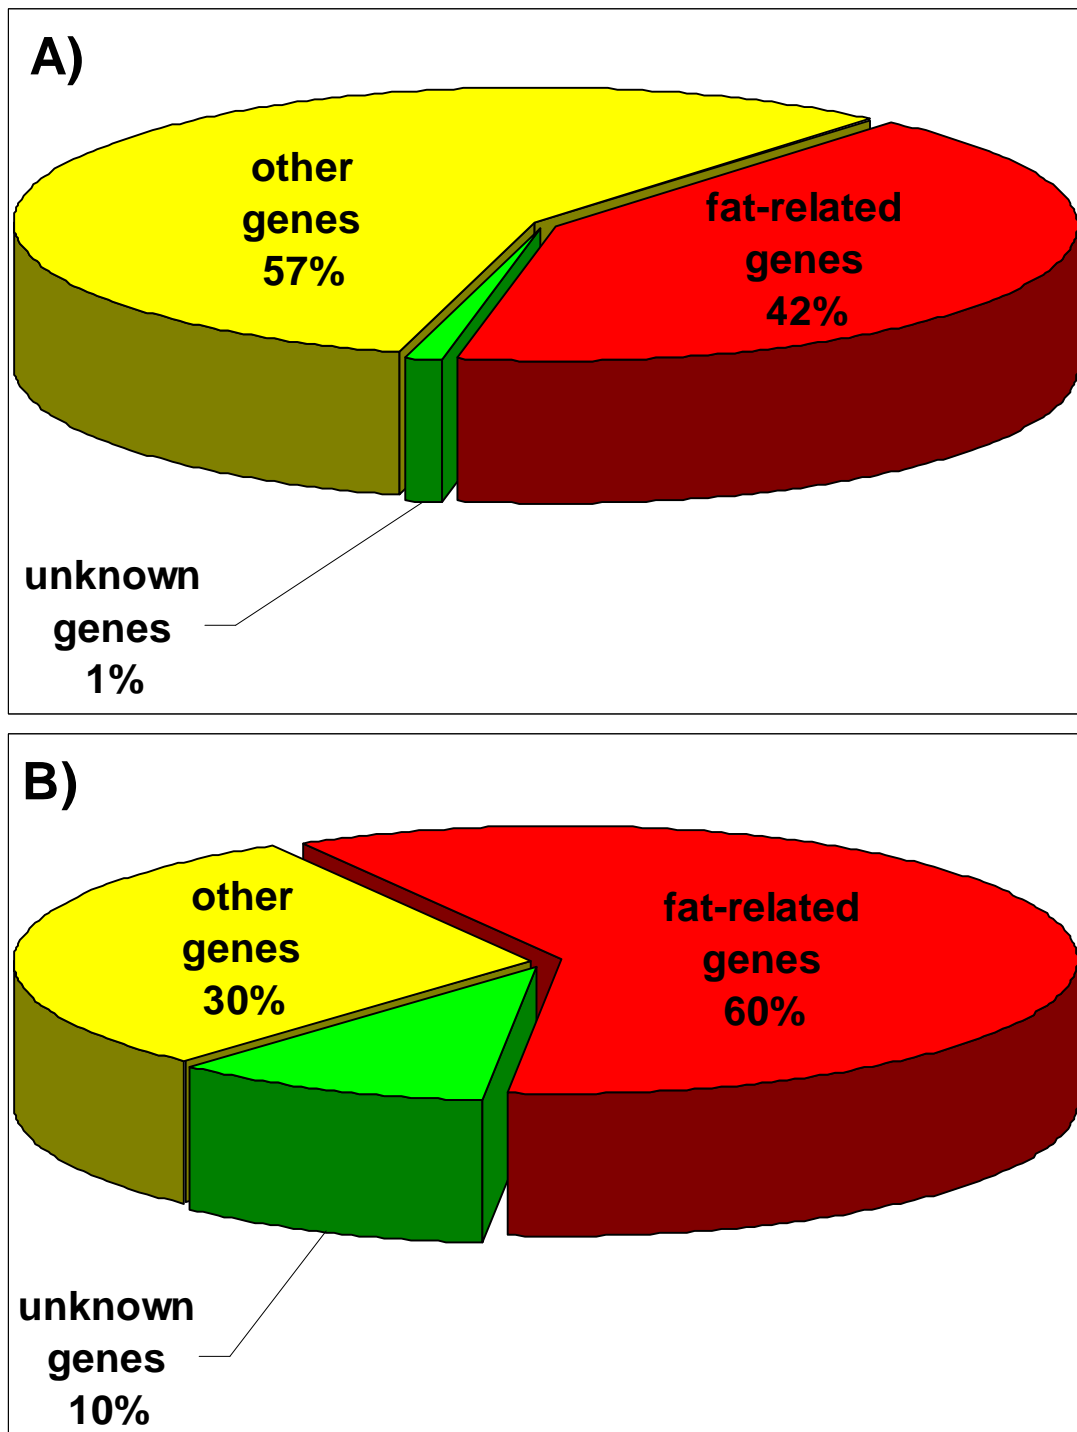 A)
other
genes
57%
fat-related
genes
42%
unknown
genes
1%
B)
other
genes
30%
fat-related
genes
60%
unknown
genes
10%